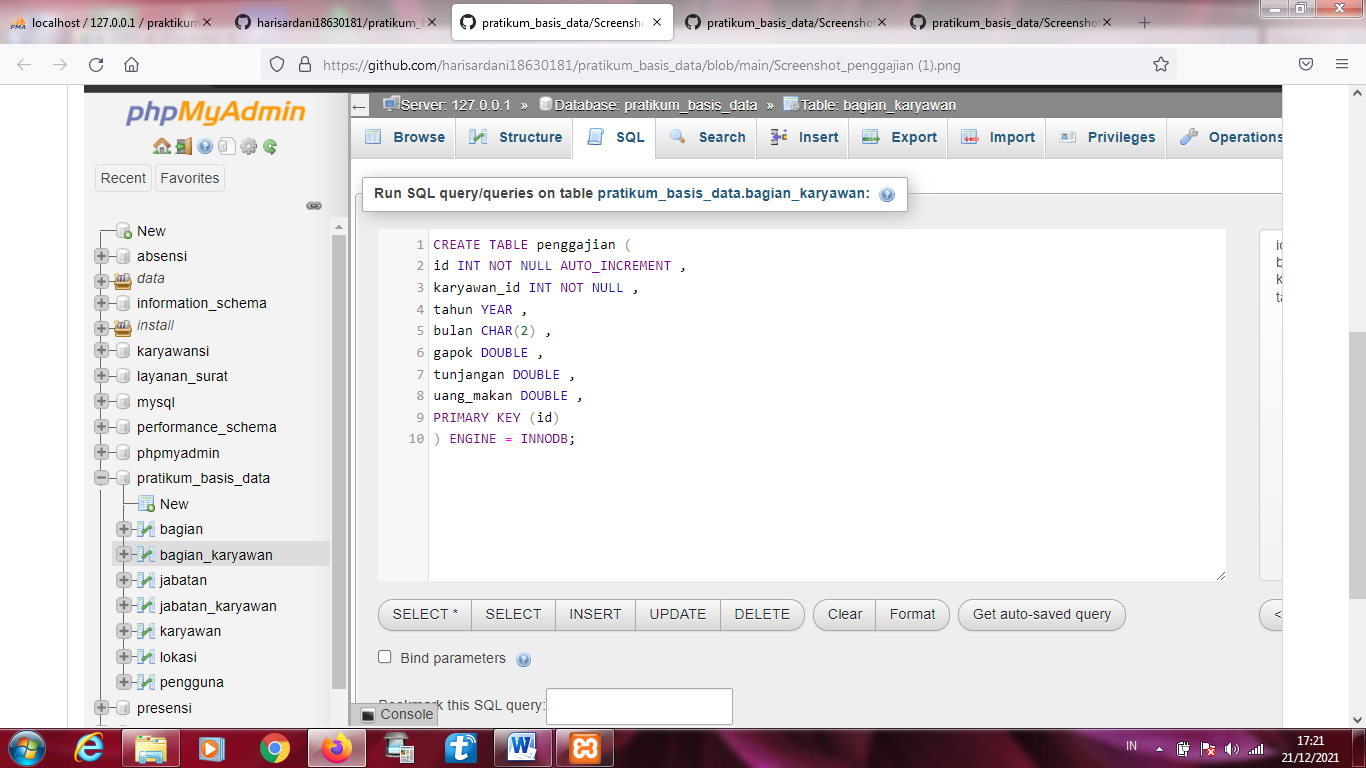 localhost / 127.0.0.1 / praktikum
harisardani18630181/pratikum_b
pratikum_basis_data/Screensho
pratikum_basis_data/Screenshot
pratikum_basis_data/Screenshot
https://github.com/harisardani18630181/pratikum_basis_data/blob/main/Screenshot_penggajian (1).png
phpMyAdmin
Recent
Favorites
New
absensi
data
information_schema
install
karyawansi
layanan_surat
mysql
performance_schema
phpmyadmin
pratikum_basis_data
New
bagian
bagian_karyawan
jabatan
jabatan_karyawan
karyawan
lokasi
pengguna
presensi
Server: 127.0.0.1 » Database: pratikum_basis_data » Table: bagian_karyawan
Browse Structure SQL Search Insert Export Import Privileges Operations
Run SQL query/queries on table pratikum_basis_data.bagian_karyawan:
1 CREATE TABLE penggajian (
2 id INT NOT NULL AUTO_INCREMENT ,
3 karyawan_id INT NOT NULL ,
4 tahun YEAR ,
5 bulan CHAR(2) ,
6 gapok DOUBLE ,
7 tunjangan DOUBLE ,
8 uang_makan DOUBLE ,
9 PRIMARY KEY (id)
10 ) ENGINE = INNODB;
SELECT * SELECT INSERT UPDATE DELETE Clear Format Get auto-saved query <
Bind parameters
Bookmark this SQL query:
Console
IN
17:21
21/12/2021